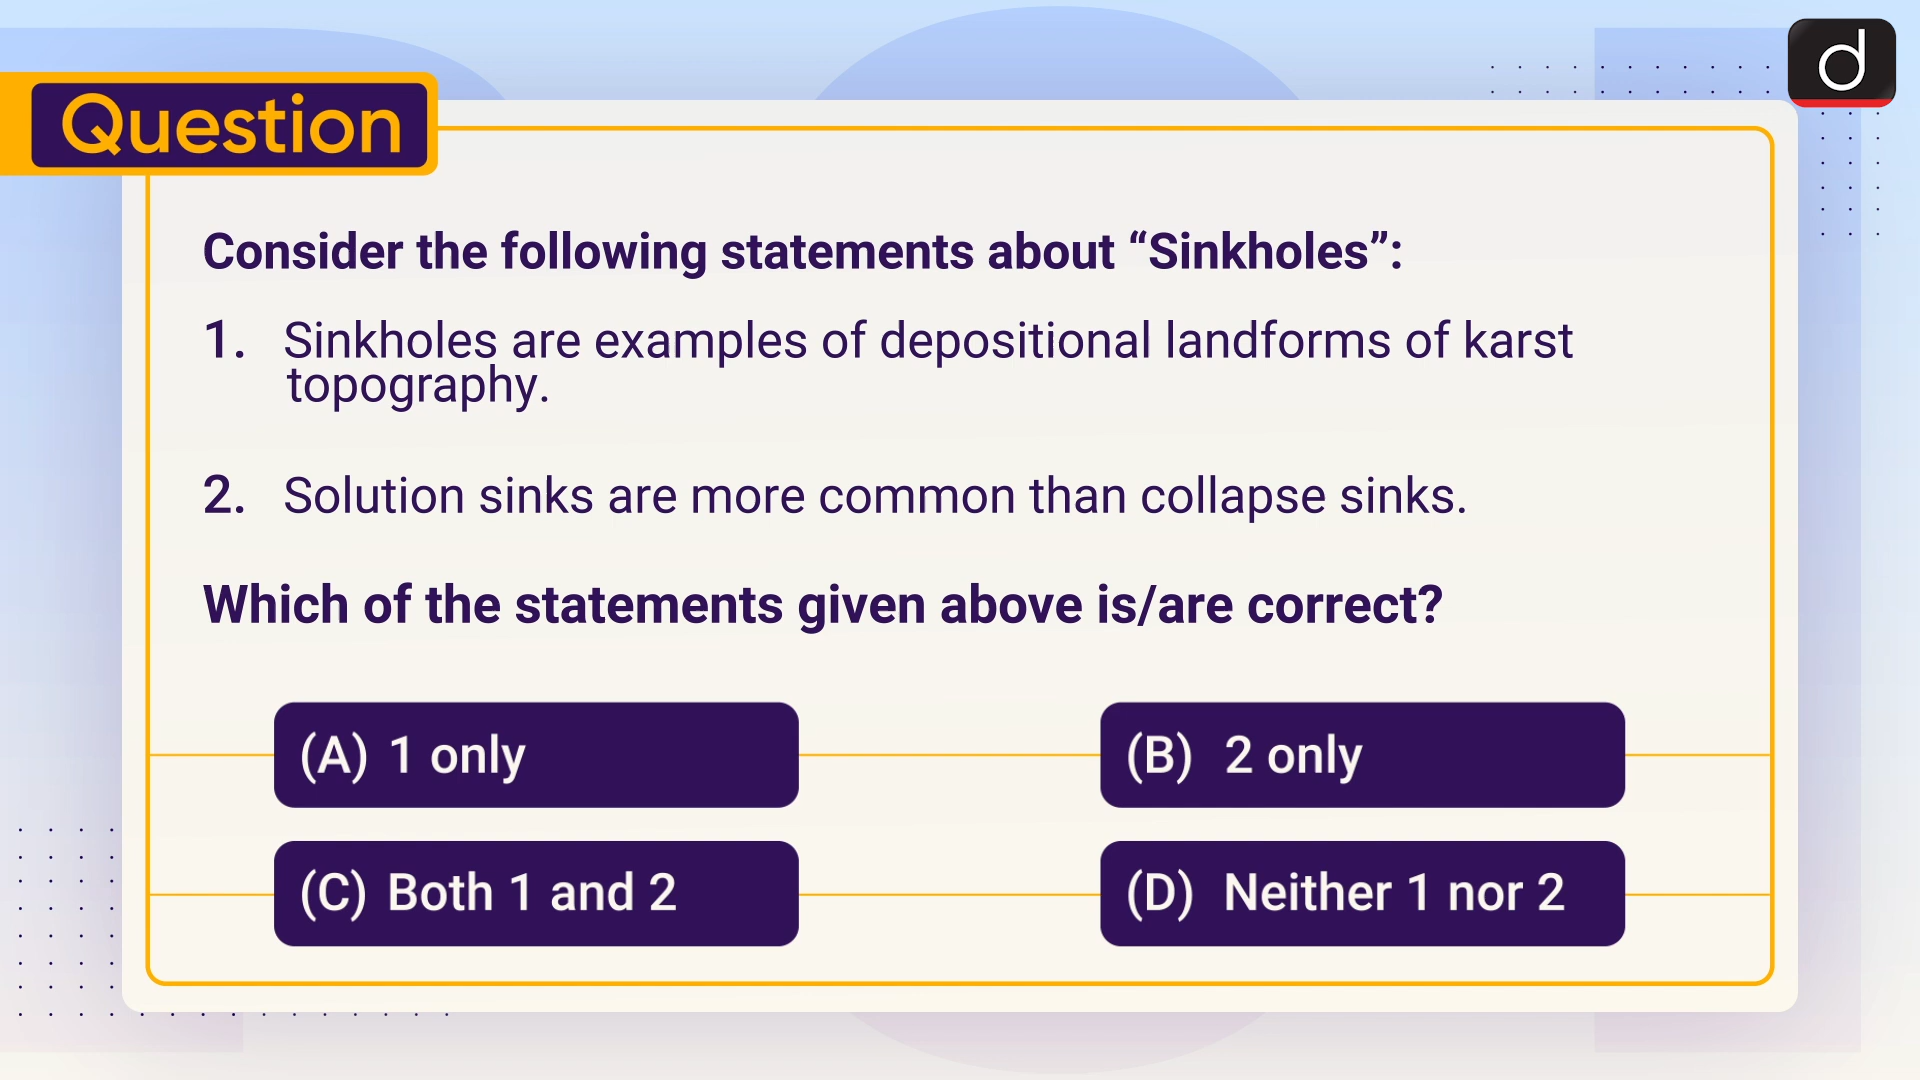 Question
Consider the following statements about “Sinkholes”:
1. Sinkholes are examples of depositional landforms of karst
topography.
2. Solution sinks are more common than collapse sinks.
Which of the statements given above is/are correct?
(A) 1 only
(B) 2 only
(C) Both 1 and 2
(D) Neither 1 nor 2
d